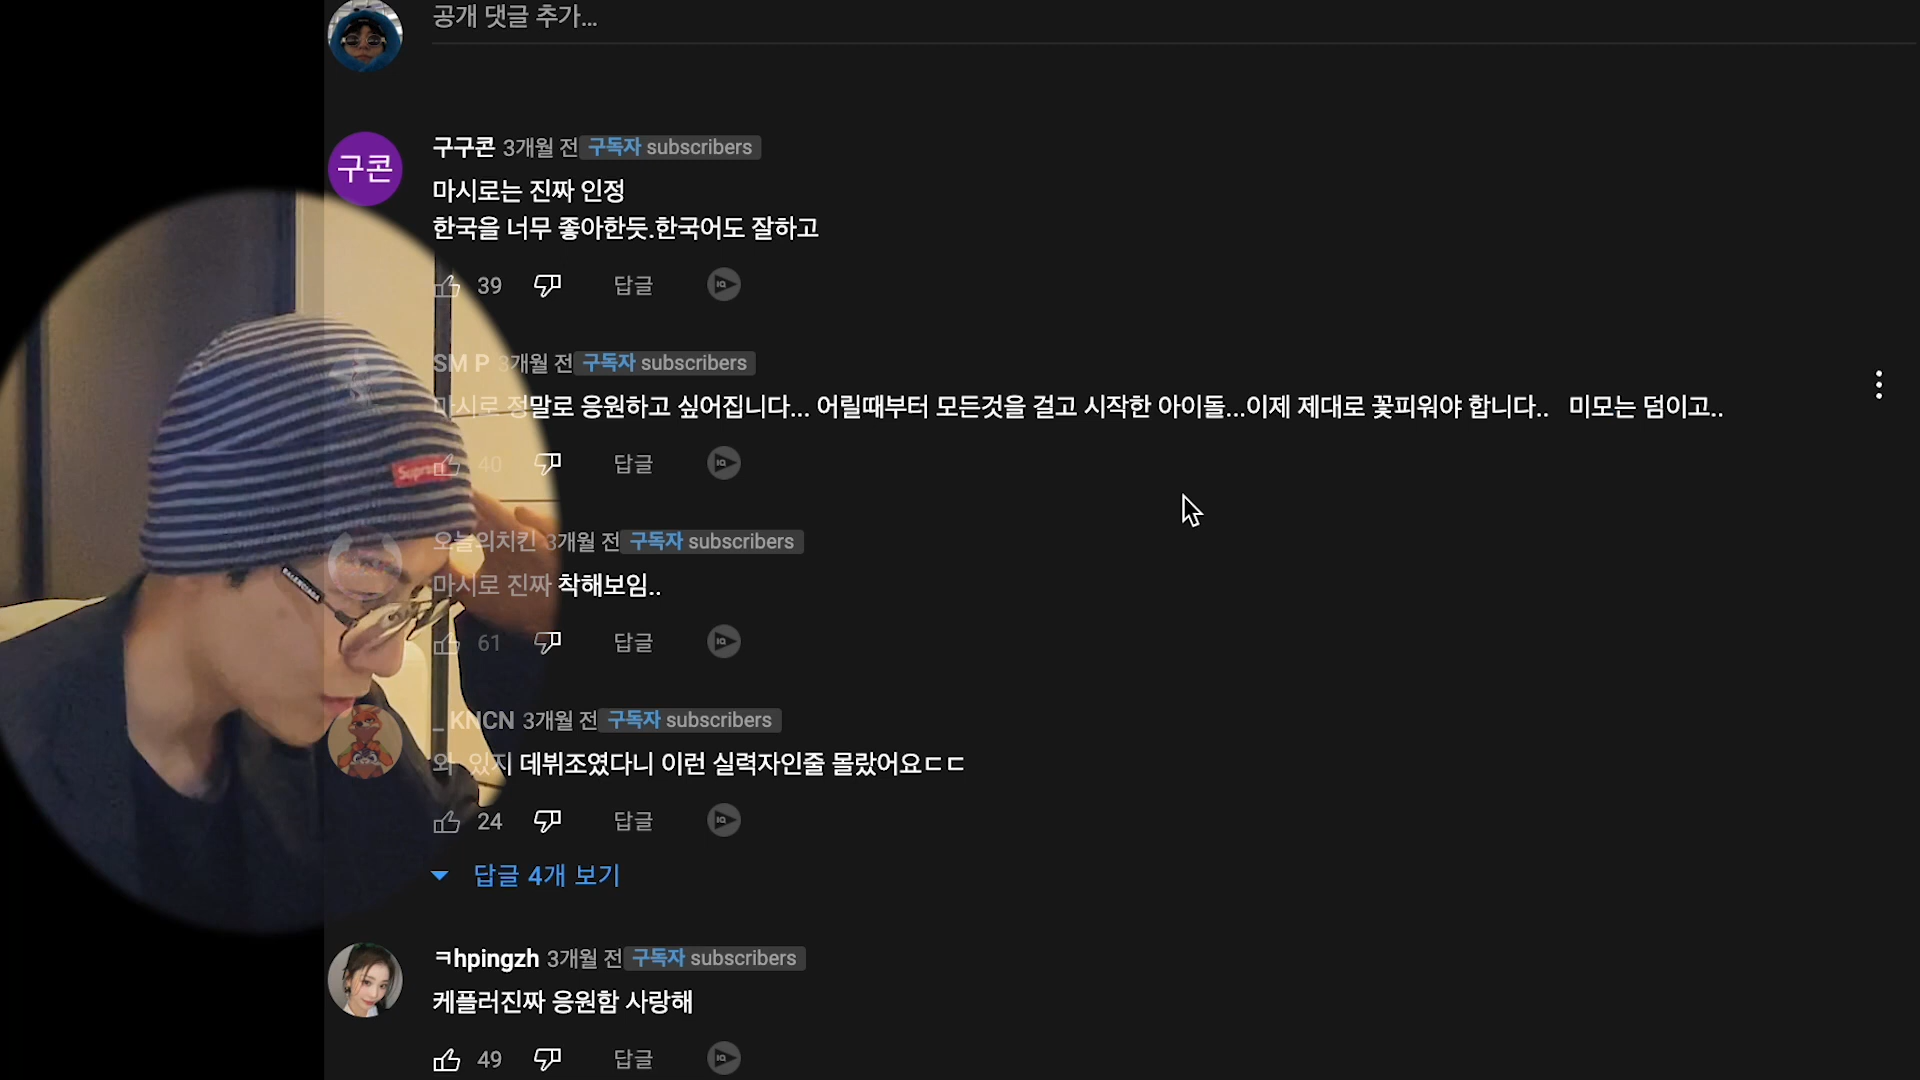 공개 댓글 추가...
구콘
구구콘 3개월 전 구독자 subscribers
마시로는 진짜 인정
한국을 너무 좋아한듯.한국어도 잘하고
39 답글
SM P 3개월 전 구독자 subscribers
마시로 정말로 응원하고 싶어집니다... 어릴때부터 모든것을 걸고 시작한 아이돌...이제 제대로 꽃피워야 합니다.. 미모는 덤이고..
40 답글
오늘의치킨 3개월 전 구독자 subscribers
마시로 진짜 착해보임..
61 답글
_ KNCN 3개월 전 구독자 subscribers
와 있지 데뷔조였다니 이런 실력자인줄 몰랐어요ㄷㄷ
24 답글
답글 4개 보기
ㅋhpingzh 3개월 전 구독자 subscribers
케플러진짜 응원함 사랑해
49 답글
BALENCIAGA